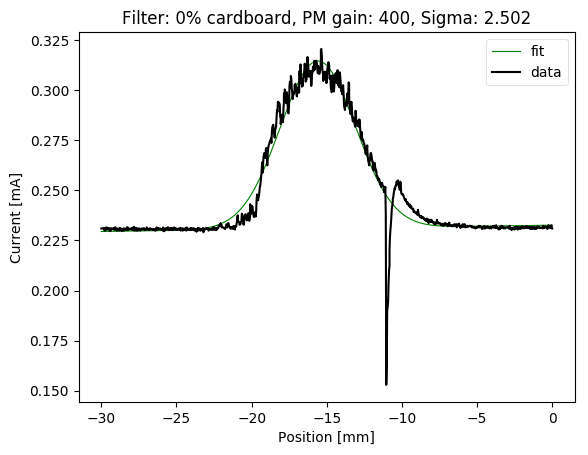 Filter: 0% cardboard, PM gain: 400, Sigma: 2.502
fit
data
0.325
0.300
0.275
0.250
0.225
0.200
0.175
0.150
Current [mA]
−30 −25 −20 −15 −10 −5 0
Position [mm]